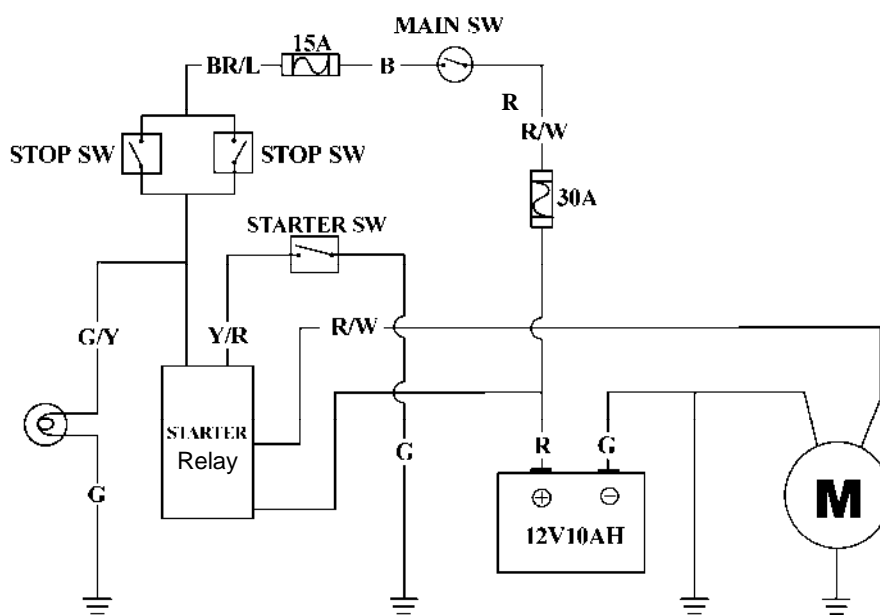 MAIN SW
15A
BR/L
B
R
R/W
STOP SW
STOP SW
30A
STARTER SW
G/Y
Y/R
R/W
STARTER
Relay
G
R
G
G
M
12V10AH